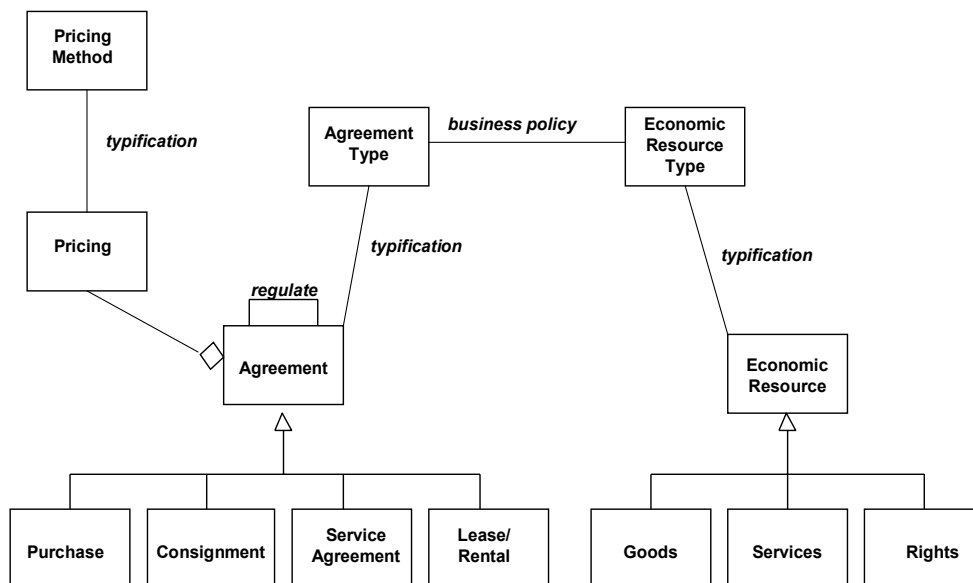 Pricing
Method
typification
Agreement
Type
business policy
Economic
Resource
Type
Pricing
typification
typification
regulate
Agreement
Economic
Resource
Purchase
Consignment
Service
Agreement
Lease/
Rental
Goods
Services
Rights